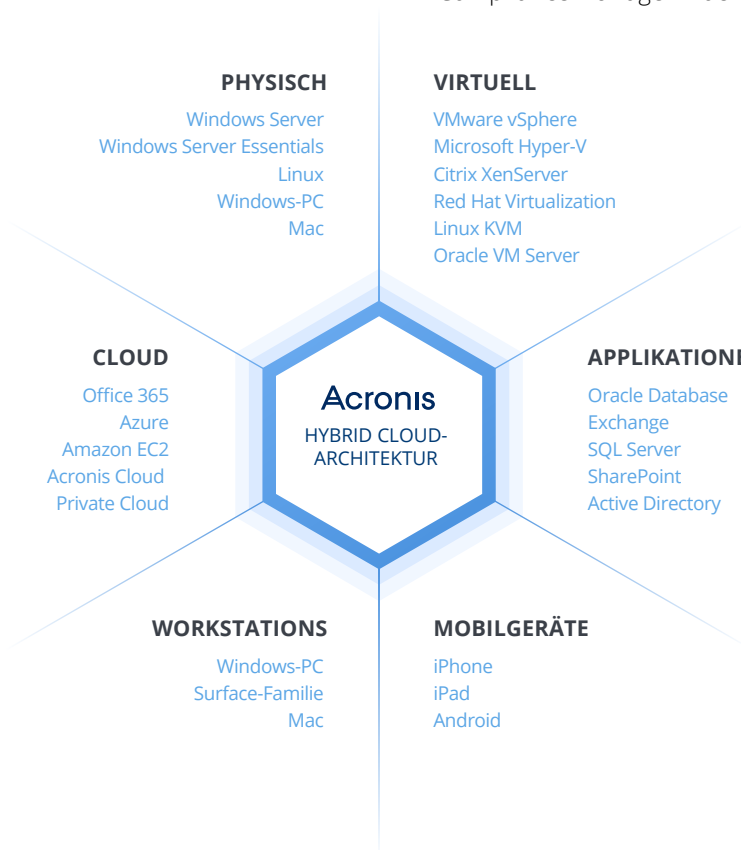 PHYSISCH
Windows Server
Windows Server Essentials
Linux
Windows-PC
Mac
VIRTUELL
VMware vSphere
Microsoft Hyper-V
Citrix XenServer
Red Hat Virtualization
Linux KVM
Oracle VM Server
CLOUD
Office 365
Azure
Amazon EC2
Acronis Cloud
Private Cloud
Acronis
HYBRID CLOUD-
ARCHITEKTUR
APPLIKATION
Oracle Database
Exchange
SQL Server
SharePoint
Active Directory
WORKSTATIONS
Windows-PC
Surface-Familie
Mac
MOBILGERÄTE
iPhone
iPad
Android